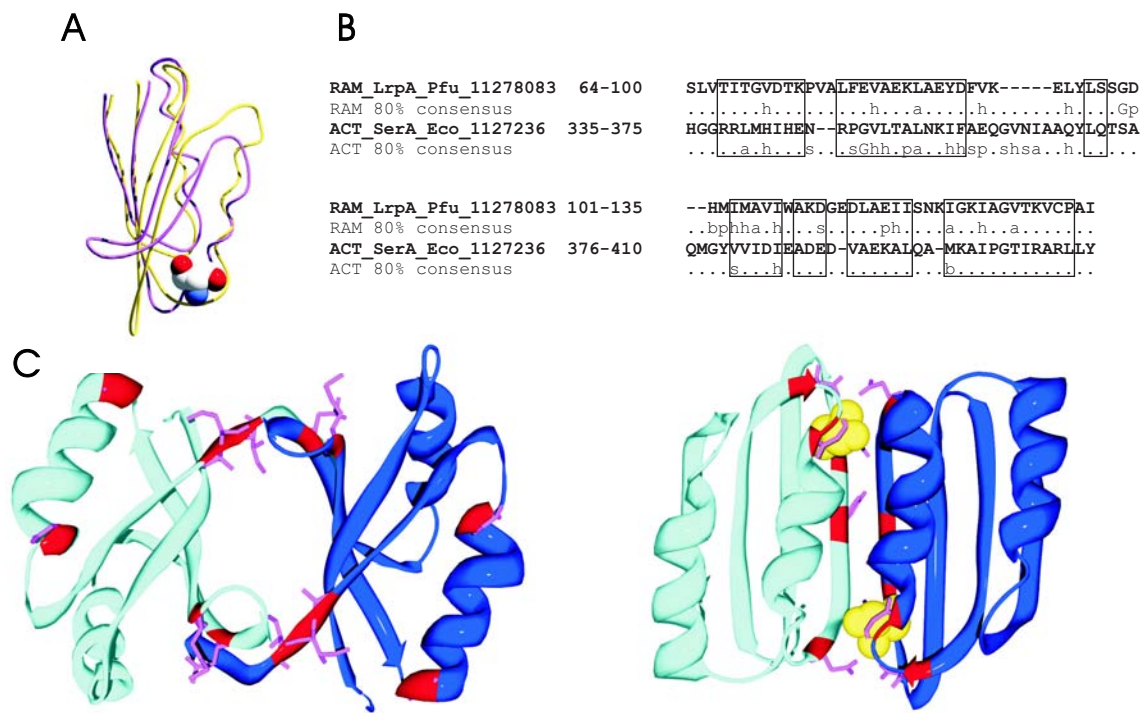 A
B
RAM_LrpA_Pfu_11278083 64-100 SLVTITGVDTKPVALFEVAEKLAEYDFVK-----ELYLSSGD
RAM 80% consensus .......h........h...a....h.......h....Gp
ACT_SerA_Eco_1127236 335-375 HGGRRLMHIHEN--RPGVLTALNKIFAEQGVNIAAQYLQTSA
ACT 80% consensus .....a.h...s..sGhh.pa..hhsp.shsa..h......
RAM_LrpA_Pfu_11278083 101-135 --HMIMAVIWAKDGEDLAEIISNKIGKIAGVTKVCPAI
RAM 80% consensus ..bphha.h...s.....ph....a..h..a......
ACT_SerA_Eco_1127236 376-410 QMGYVVIDIEADED-VAEKALQA-MKAIPGTIRARLLY
ACT 80% consensus ....s...h.............b............
C